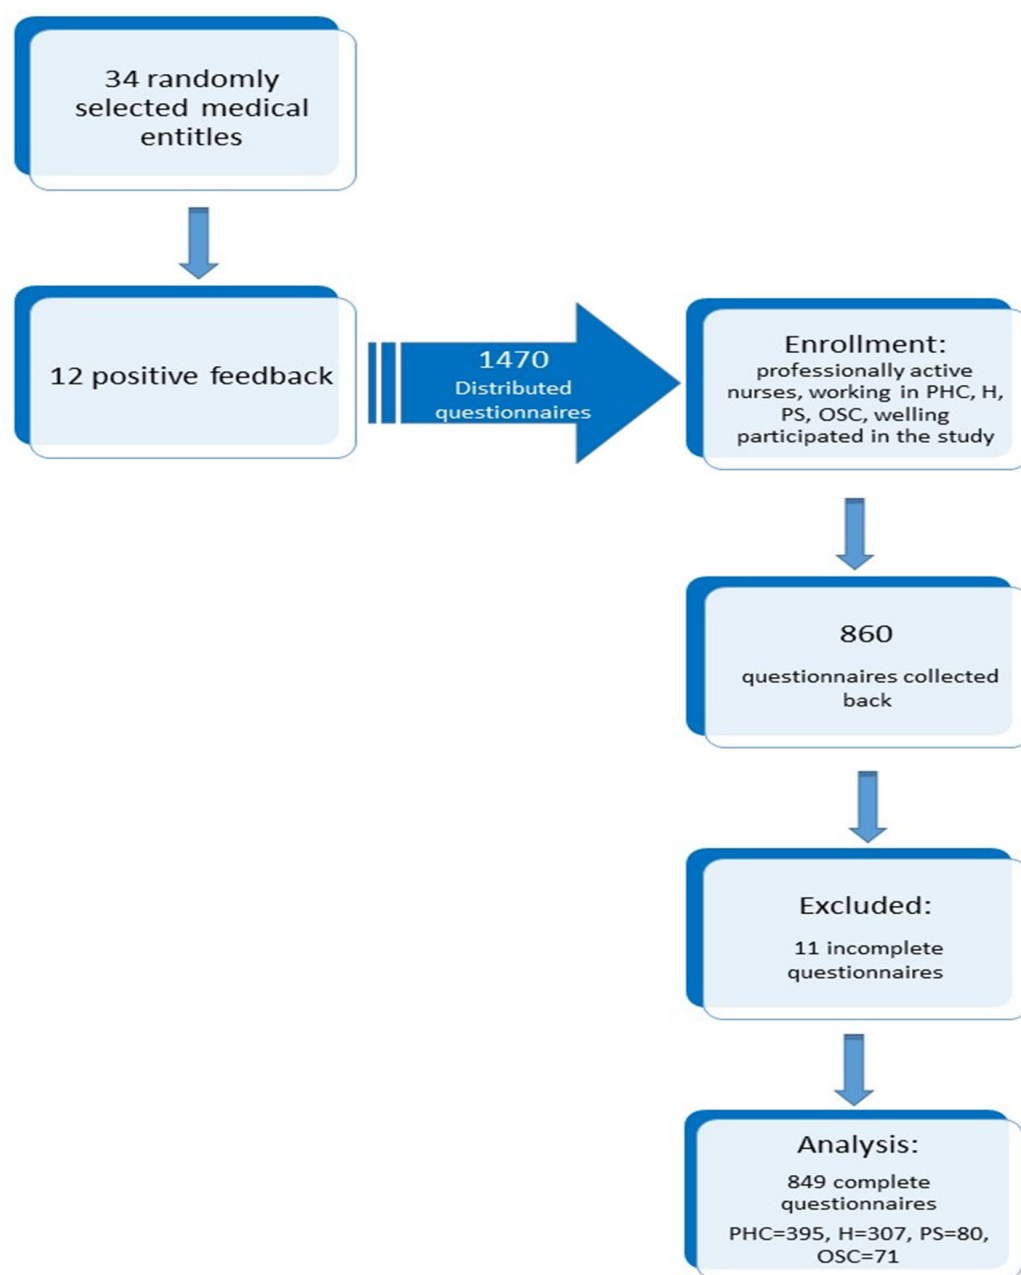 34 randomly
selected medical
entitles
12 positive feedback
1470
Distributed
questionnaires
Enrollment:
professionally active
nurses, working in PHC, H,
PS, OSC, welling
participated in the study
860
questionnaires collected
back
Excluded:
11 incomplete
questionnaires
Analysis:
849 complete
questionnaires
PHC=395, H=307, PS=80,
OSC=71